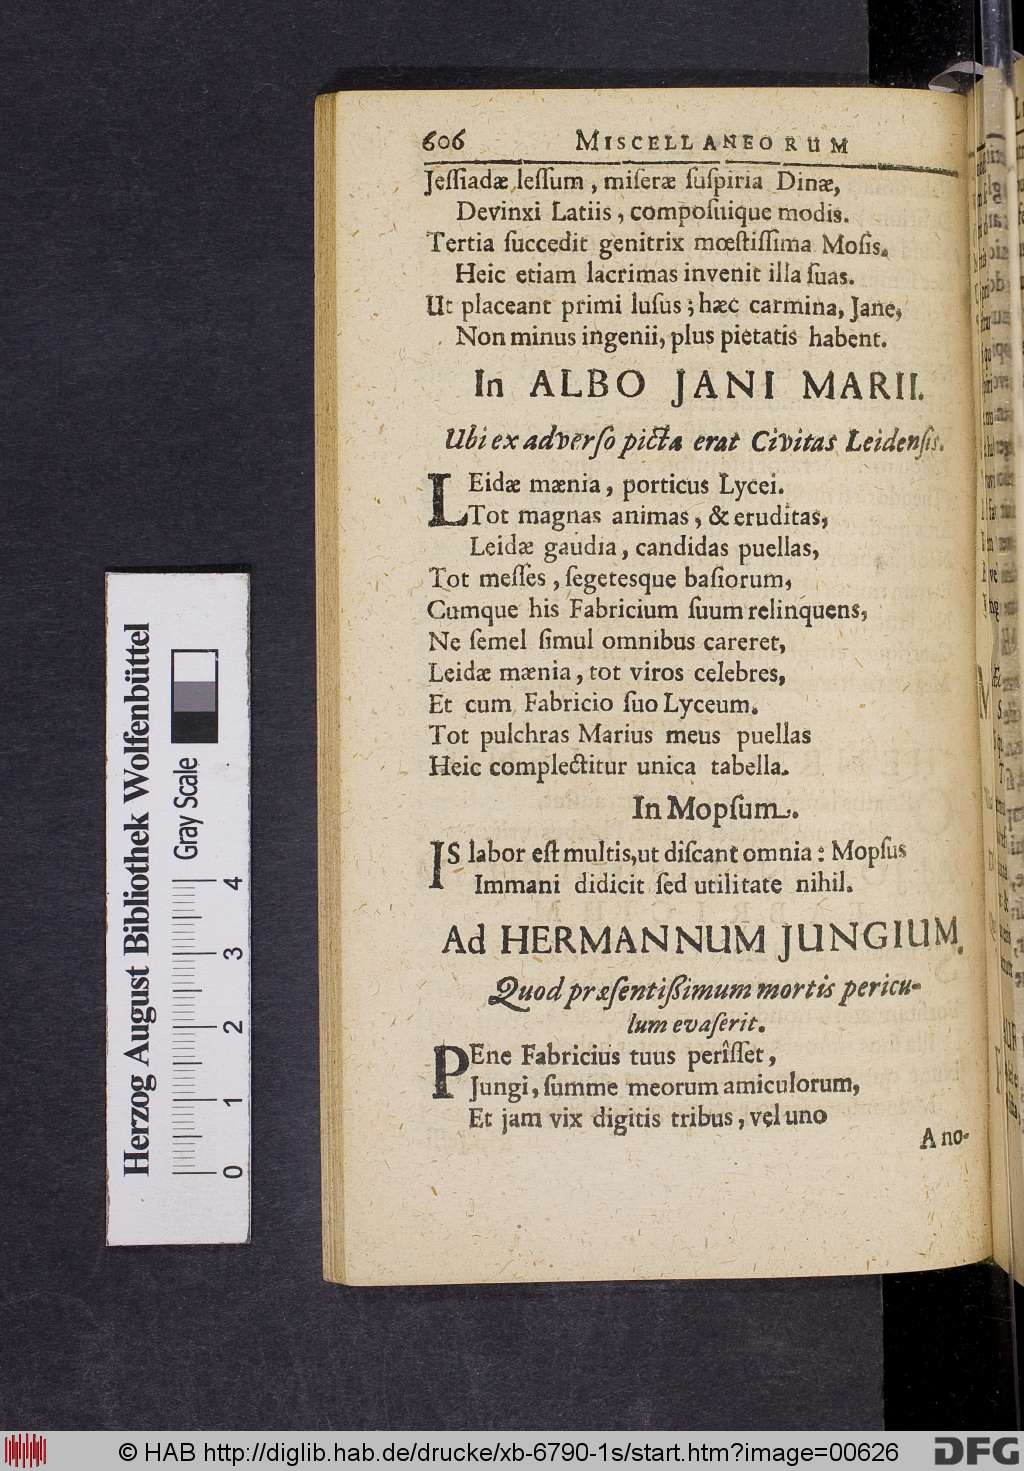 606 MISCELLANEORUM
Jeſſiadæ leſſum, miſeræ ſuſpiria Dinæ,
Devinxi Latiis, compoſuique modis.
Tertia ſuccedit genitrix mœſtiſſima Moſis.
Heic etiam lacrimas invenit illa ſuas.
Ut placeant primi luſus; hæc carmina, Jane,
Non minus ingenii, plus pietatis habent.
In ALBO JANI MARII.
Ubi ex adverſo picta erat Civitas Leidenſis.
LEidæ mænia, porticus Lycei.
Tot magnas animas, & eruditas,
Leidæ gaudia, candidas puellas,
Tot meſſes, ſegetesque baſiorum,
Cumque his Fabricium ſuum relinquens,
Ne ſemel ſimul omnibus careret,
Leidæ mænia, tot viros celebres,
Et cum Fabricio ſuo Lyceum.
Tot pulchras Marius meus puellas
Heic complectitur unica tabella.
In Mopſum.
IS labor eſt multis, ut diſcant omnia: Mopſus
Immani didicit ſed utilitate nihil.
Ad HERMANNUM JUNGIUM.
Quod præſentißimum mortis pericu-
lum evaſerit.
PEne Fabricius tuus perîſſet,
Jungi, ſumme meorum amiculorum,
Et jam vix digitis tribus, vel uno
Ano-
Herzog August Bibliothek Wolfenbüttel
Gray Scale
0 1 2 3 4
© HAB http://diglib.hab.de/drucke/xb-6790-1s/start.htm?image=00626
DFG